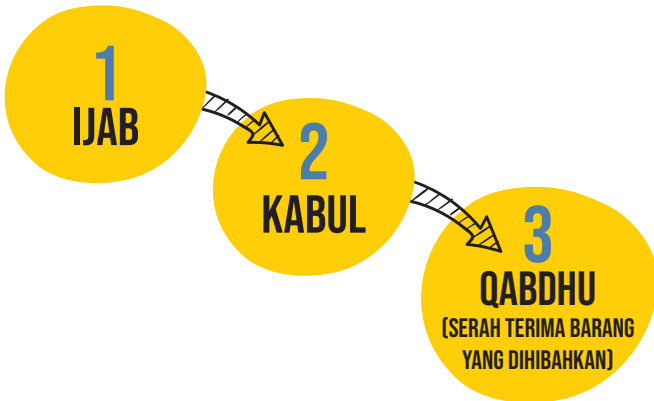 1
IJAB
2
KABUL
3
QABDHU
(SERAH TERIMA BARANG
YANG DIHIBAHKAN)